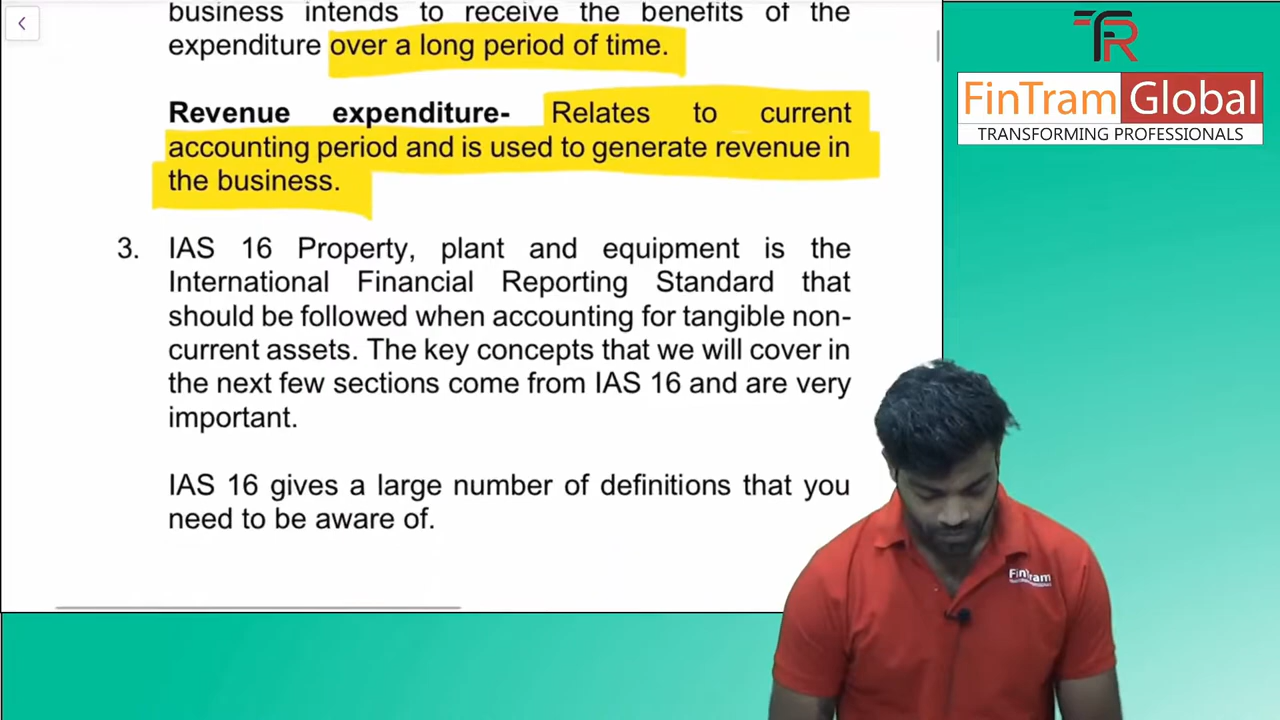 business intends to receive the benefits of the
expenditure over a long period of time.
Revenue expenditure- Relates to current
accounting period and is used to generate revenue in
the business.
3. IAS 16 Property, plant and equipment is the
International Financial Reporting Standard that
should be followed when accounting for tangible non-
current assets. The key concepts that we will cover in
the next few sections come from IAS 16 and are very
important.
IAS 16 gives a large number of definitions that you
need to be aware of.
FinTram Global
TRANSFORMING PROFESSIONALS
FinTram